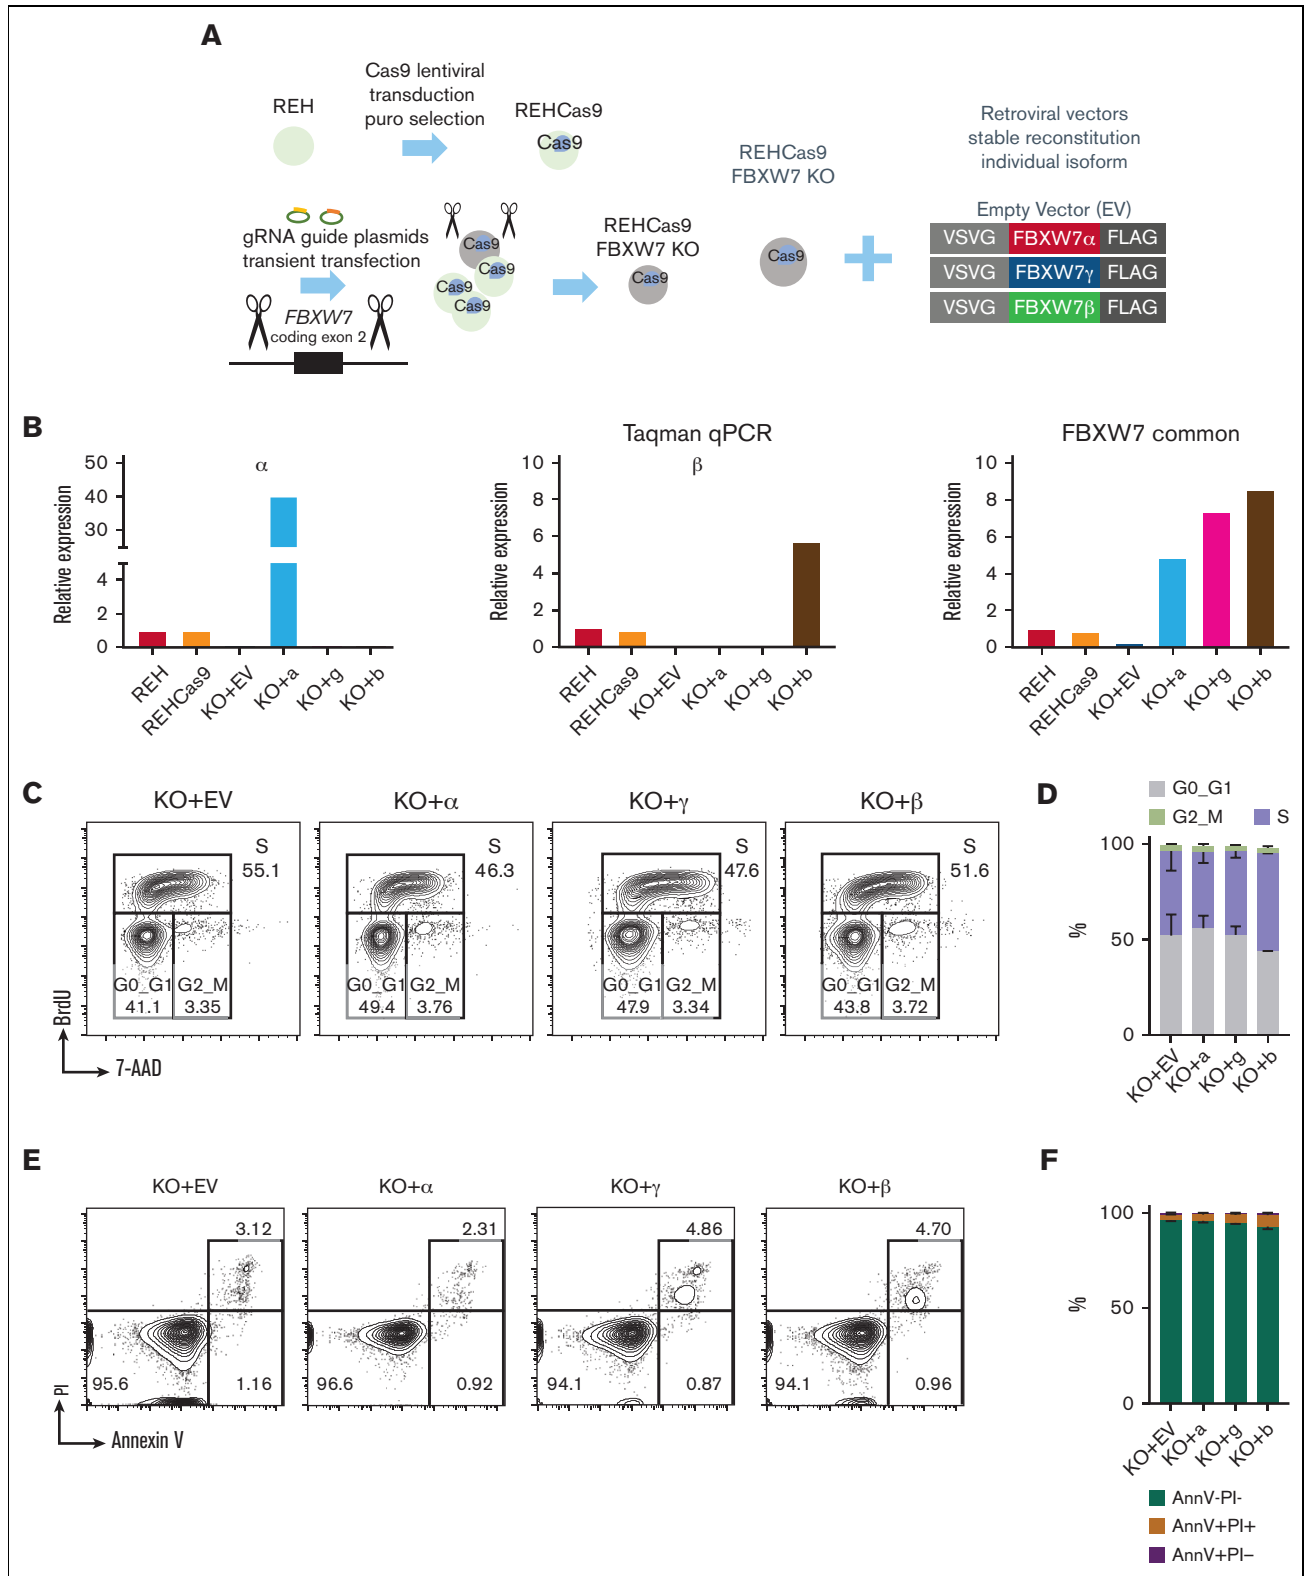 A
REH
Cas9 lentiviral
transduction
puro selection
REHCas9
Cas9
gRNA guide plasmids
transient transfection
FBXW7
coding exon 2
Cas9
Cas9
Cas9
Cas9
REHCas9
FBXW7 KO
Cas9
REHCas9
FBXW7 KO
Cas9
Retroviral vectors
stable reconstitution
individual isoform
Empty Vector (EV)
VSVG FBXW7α FLAG
VSVG FBXW7γ FLAG
VSVG FBXW7β FLAG
B
Taqman qPCR
α
Relative expression
50
40
30
4
2
0
REH
REHCas9
KO+EV
KO+a
KO+g
KO+b
β
Relative expression
10
8
6
4
2
0
REH
REHCas9
KO+EV
KO+a
KO+g
KO+b
FBXW7 common
Relative expression
10
8
6
4
2
0
REH
REHCas9
KO+EV
KO+a
KO+g
KO+b
C
KO+EV
S
55.1
G0_G1
41.1
G2_M
3.35
KO+α
S
46.3
G0_G1
49.4
G2_M
3.76
KO+γ
S
47.6
G0_G1
47.9
G2_M
3.34
KO+β
S
51.6
G0_G1
43.8
G2_M
3.72
BrdU
7-AAD
D
G0_G1
G2_M
S
%
100
50
0
KO+EV
KO+a
KO+g
KO+b
E
KO+EV
3.12
95.6
1.16
KO+α
2.31
96.6
0.92
KO+γ
4.86
94.1
0.87
KO+β
4.70
94.1
0.96
PI
Annexin V
F
%
100
50
0
KO+EV
KO+a
KO+g
KO+b
AnnV-PI-
AnnV+PI+
AnnV+PI–